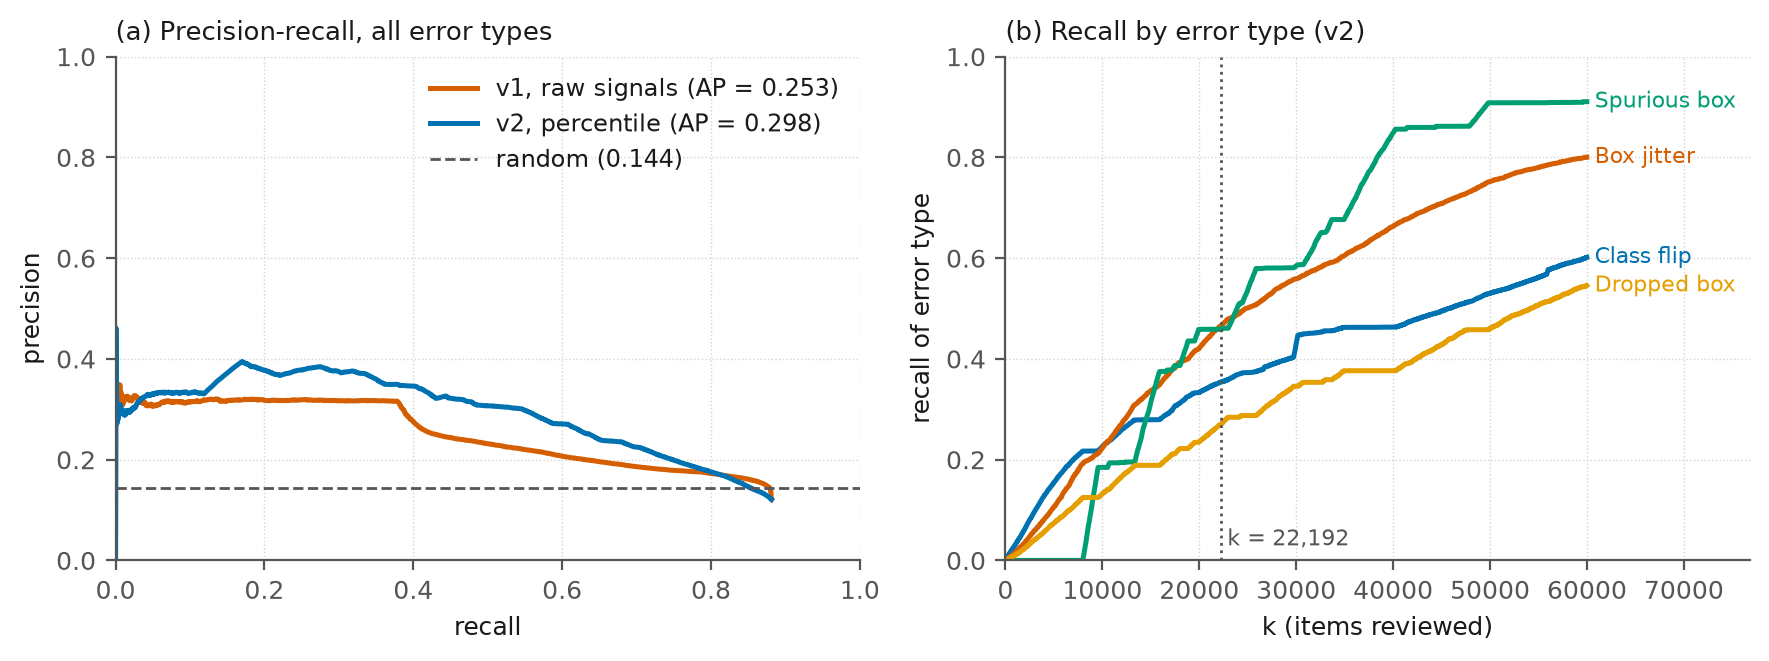 (a) Precision-recall, all error types
1.0
0.8
0.6
0.4
0.2
0.0
precision
v1, raw signals (AP = 0.253)
v2, percentile (AP = 0.298)
random (0.144)
0.0 0.2 0.4 0.6 0.8 1.0
recall
(b) Recall by error type (v2)
1.0
0.8
0.6
0.4
0.2
0.0
recall of error type
Spurious box
Box jitter
Class flip
Dropped box
k = 22,192
0 10000 20000 30000 40000 50000 60000 70000
k (items reviewed)